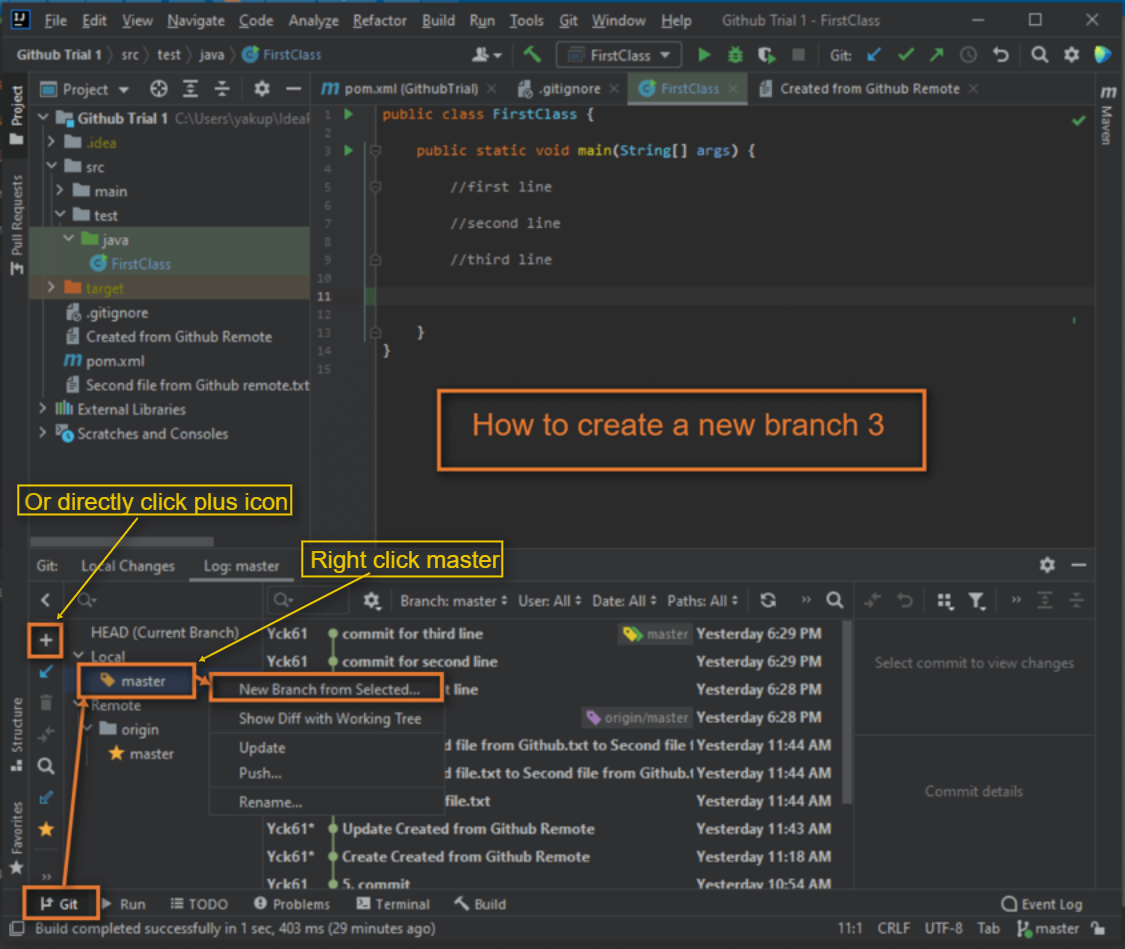 File Edit View Navigate Code Analyze Refactor Build Run Tools Git Window Help Github Trial 1 - FirstClass
Github Trial 1 src test java FirstClass FirstClass Git:
Project pom.xml (GithubTrial) .gitignore FirstClass Created from Github Remote
Project
Pull Requests
Structure
Favorites
m
Maven
Github Trial 1 C:\Users\yakup\Idea
.idea
src
main
test
java
FirstClass
target
.gitignore
Created from Github Remote
pom.xml
Second file from Github remote.txt
External Libraries
Scratches and Consoles
1 public class FirstClass {
2
3 public static void main(String[] args) {
4
5 //first line
6
7 //second line
8
9 //third line
10
11
12
13 }
14 }
15
How to create a new branch 3
Or directly click plus icon
Right click master
Git: Local Changes Log: master
Branch: master User: All Date: All Paths: All
HEAD (Current Branch)
Local
master
Remote
origin
master
New Branch from Selected...
Show Diff with Working Tree
Update
Push...
Rename...
Yck61 commit for third line master Yesterday 6:29 PM
Yck61 commit for second line Yesterday 6:29 PM
t line Yesterday 6:28 PM
origin/master Yesterday 6:28 PM
d file from Github.txt to Second file f Yesterday 11:44 AM
d file.txt to Second file from Github.t Yesterday 11:44 AM
file.txt Yesterday 11:44 AM
Yck61* Update Created from Github Remote Yesterday 11:43 AM
Yck61* Create Created from Github Remote Yesterday 11:18 AM
Yck61 5. commit Yesterday 10:54 AM
Select commit to view changes
Commit details
Git Run TODO Problems Terminal Build Event Log
Build completed successfully in 1 sec, 403 ms (29 minutes ago) 11:1 CRLF UTF-8 Tab master